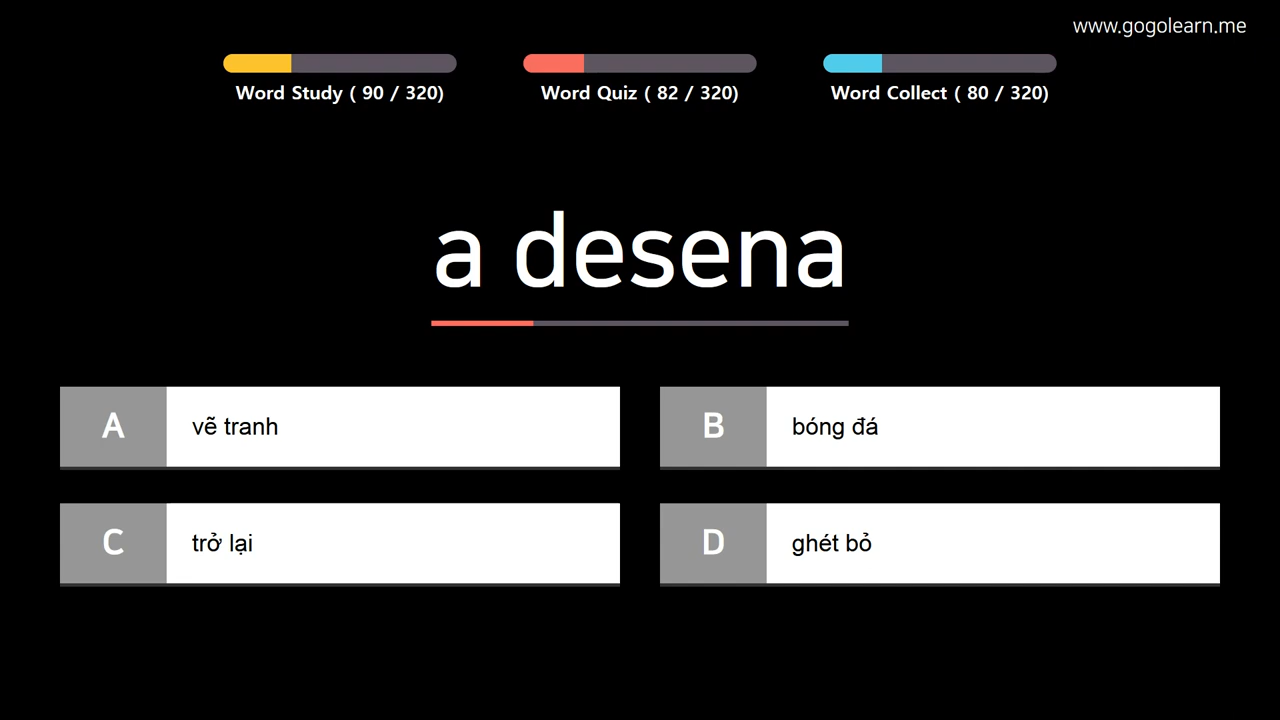 www.gogolearn.me
Word Study ( 90 / 320)
Word Quiz ( 82 / 320)
Word Collect ( 80 / 320)
a desena
A vẽ tranh
B bóng đá
C trở lại
D ghét bỏ